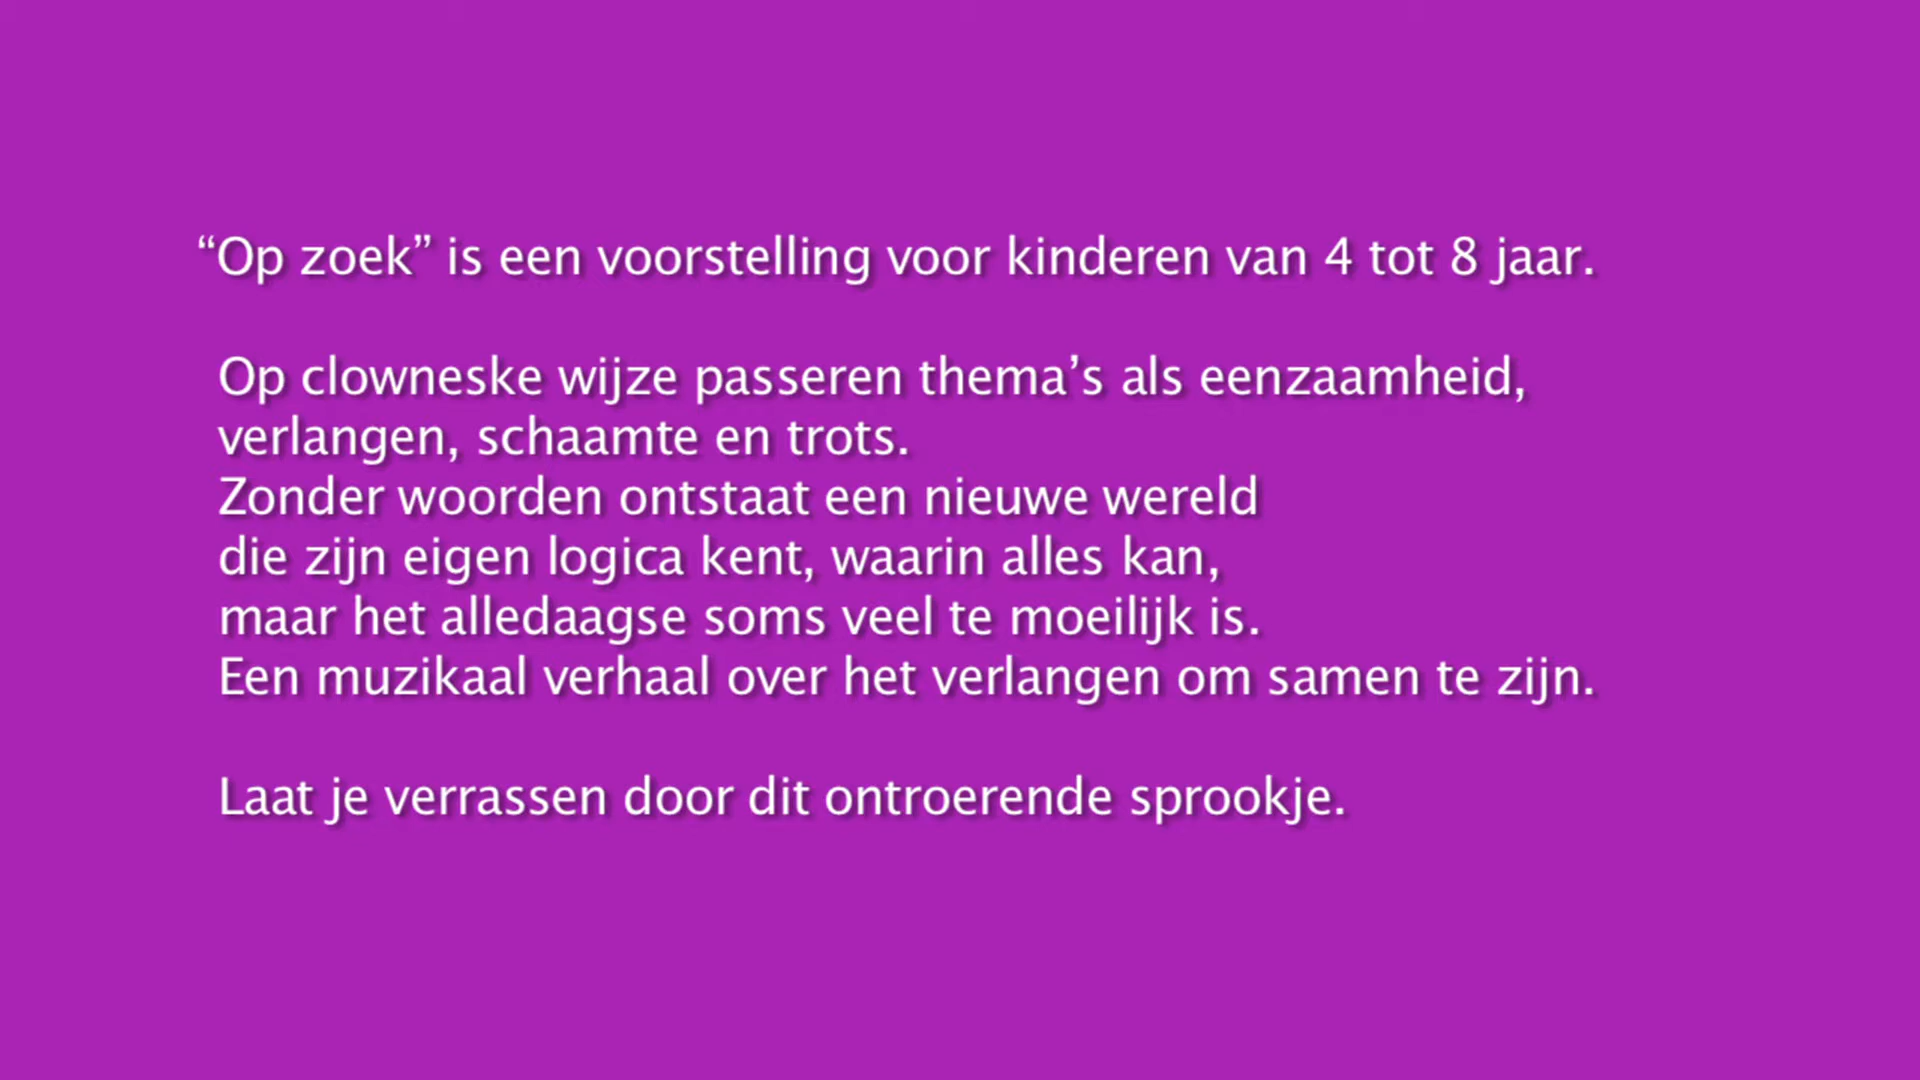 “Op zoek” is een voorstelling voor kinderen van 4 tot 8 jaar.
Op clowneske wijze passeren thema’s als eenzaamheid,
verlangen, schaamte en trots.
Zonder woorden ontstaat een nieuwe wereld
die zijn eigen logica kent, waarin alles kan,
maar het alledaagse soms veel te moeilijk is.
Een muzikaal verhaal over het verlangen om samen te zijn.
Laat je verrassen door dit ontroerende sprookje.